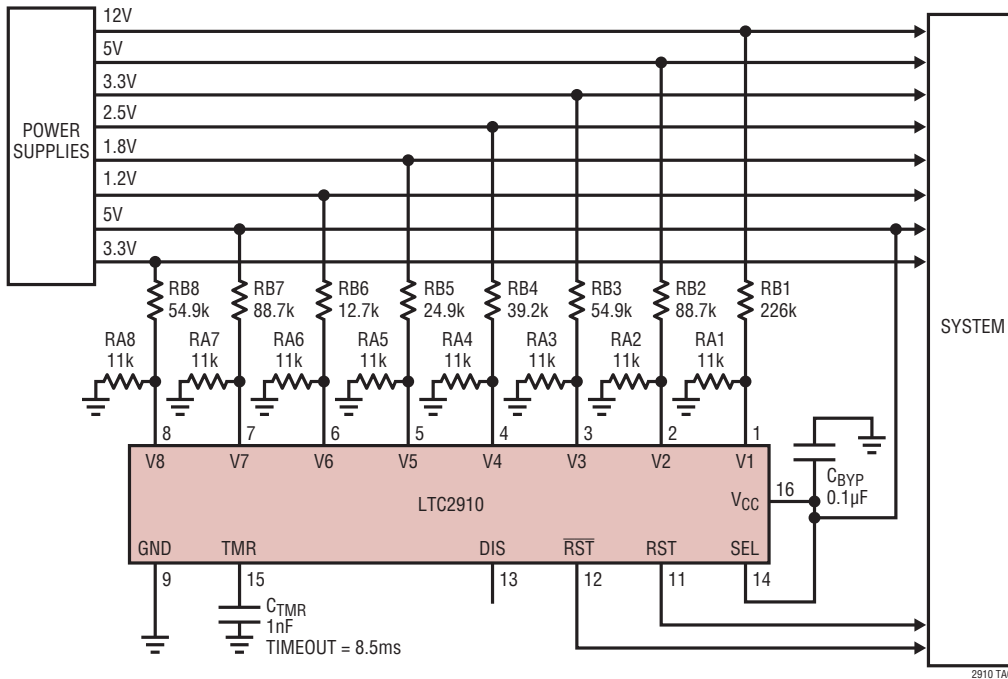 12V
5V
3.3V
2.5V
1.8V
1.2V
5V
3.3V
POWER
SUPPLIES
SYSTEM
RB8
54.9k
RB7
88.7k
RB6
12.7k
RB5
24.9k
RB4
39.2k
RB3
54.9k
RB2
88.7k
RB1
226k
RA8
11k
RA7
11k
RA6
11k
RA5
11k
RA4
11k
RA3
11k
RA2
11k
RA1
11k
8
7
6
5
4
3
2
1
V8
V7
V6
V5
V4
V3
V2
V1
LTC2910
VCC
16
CBYP
0.1µF
GND
TMR
DIS
RST
RST
SEL
9
15
13
12
11
14
CTMR
1nF
TIMEOUT = 8.5ms